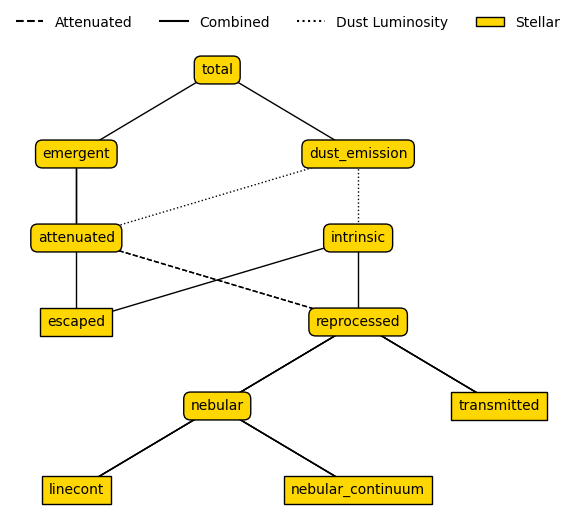 Attenuated Combined Dust Luminosity Stellar
total
emergent dust_emission
attenuated intrinsic
escaped reprocessed
nebular transmitted
linecont nebular_continuum